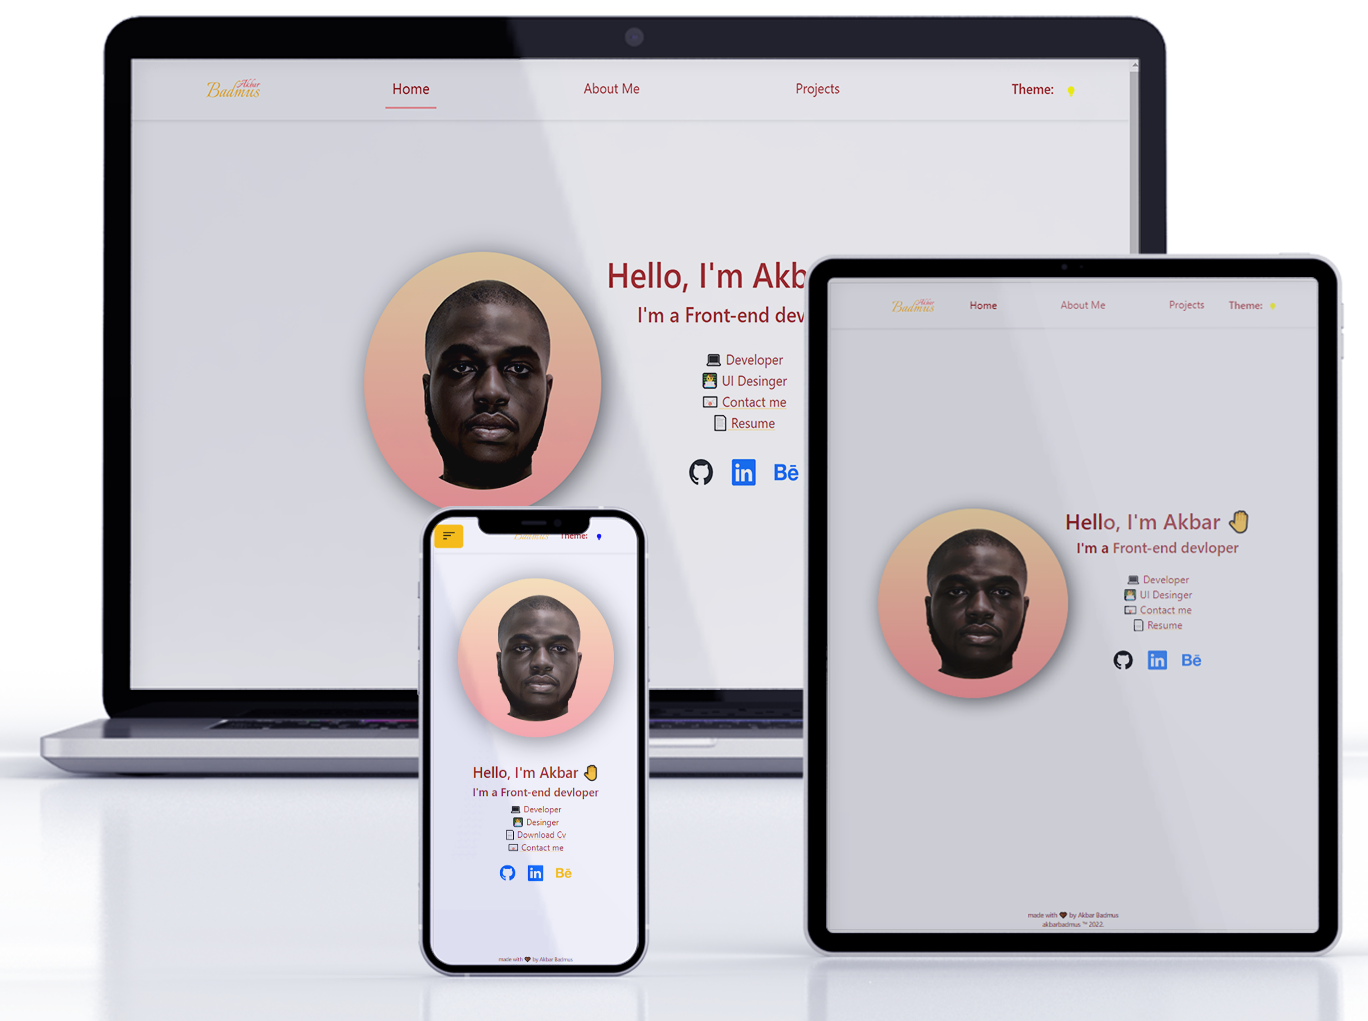 Akbar
Badmus
Home
About Me
Projects
Theme:
Hello, I'm Akb
I'm a Front-end dev
Developer
UI Desinger
Contact me
Resume
in
Bē
Akbar
Badmus
Home
About Me
Projects
Theme:
Hello, I'm Akbar
I'm a Front-end devloper
Developer
UI Desinger
Contact me
Resume
in
Bē
made with by Akbar Badmus
akbarbadmus ™ 2022.
Badmus
Theme:
Hello, I'm Akbar
I'm a Front-end devloper
Developer
Desinger
Download Cv
Contact me
in
Bē
made with by Akbar Badmus